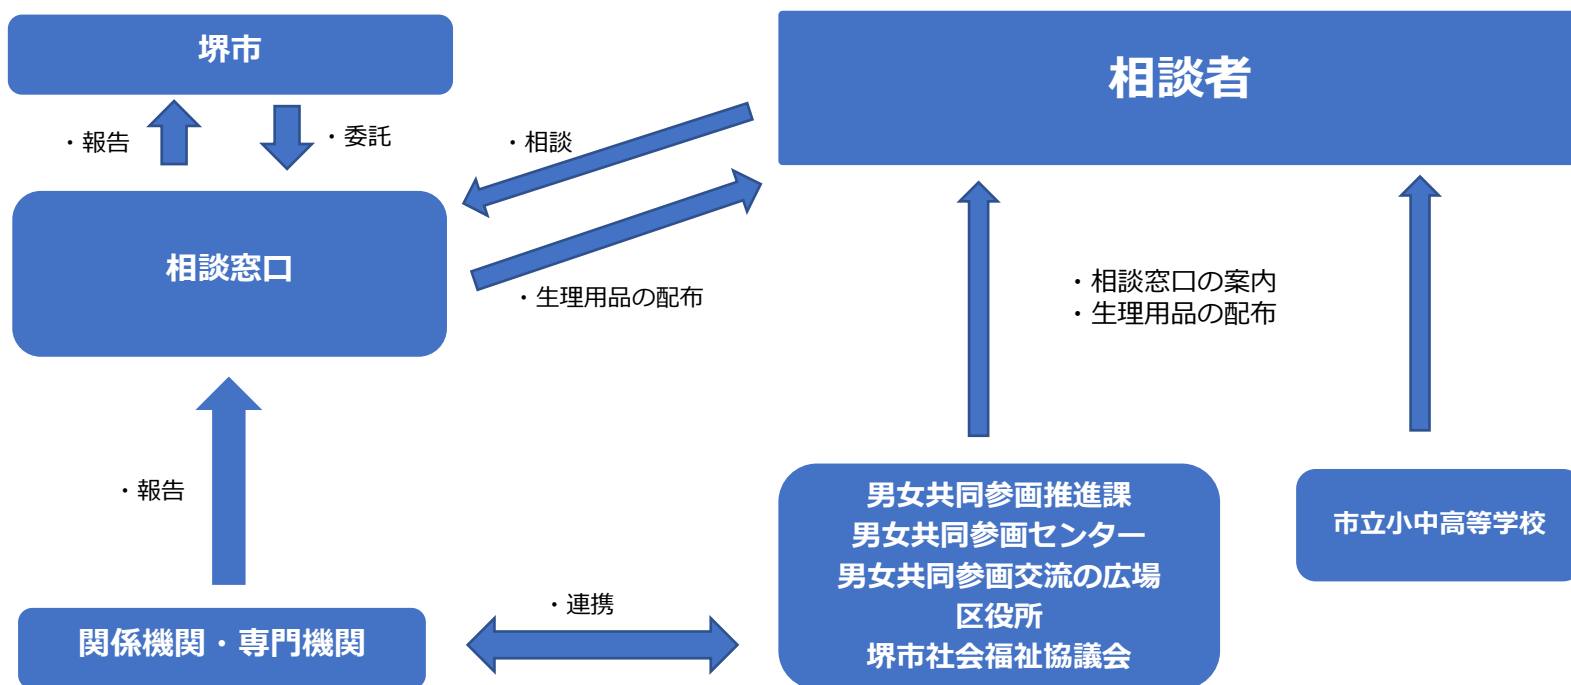 堺市
相談者
・報告
・委託
・相談
相談窓口
・生理用品の配布
・相談窓口の案内
・生理用品の配布
・報告
男女共同参画推進課
男女共同参画センター
男女共同参画交流の広場
区役所
堺市社会福祉協議会
市立小中高等学校
・連携
関係機関・専門機関